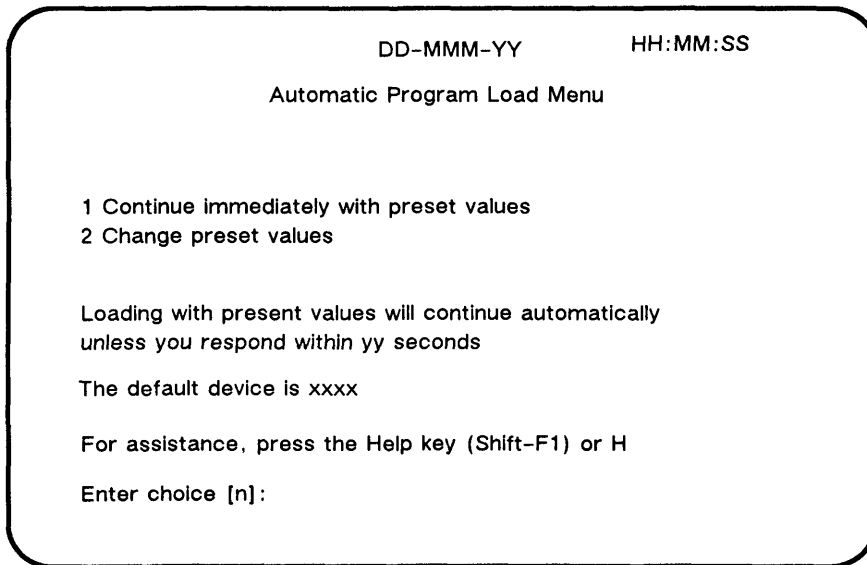 DD-MMM-YY HH:MM:SS
Automatic Program Load Menu
1 Continue immediately with preset values
2 Change preset values
Loading with present values will continue automatically
unless you respond within yy seconds
The default device is xxxx
For assistance, press the Help key (Shift-F1) or H
Enter choice [n]: